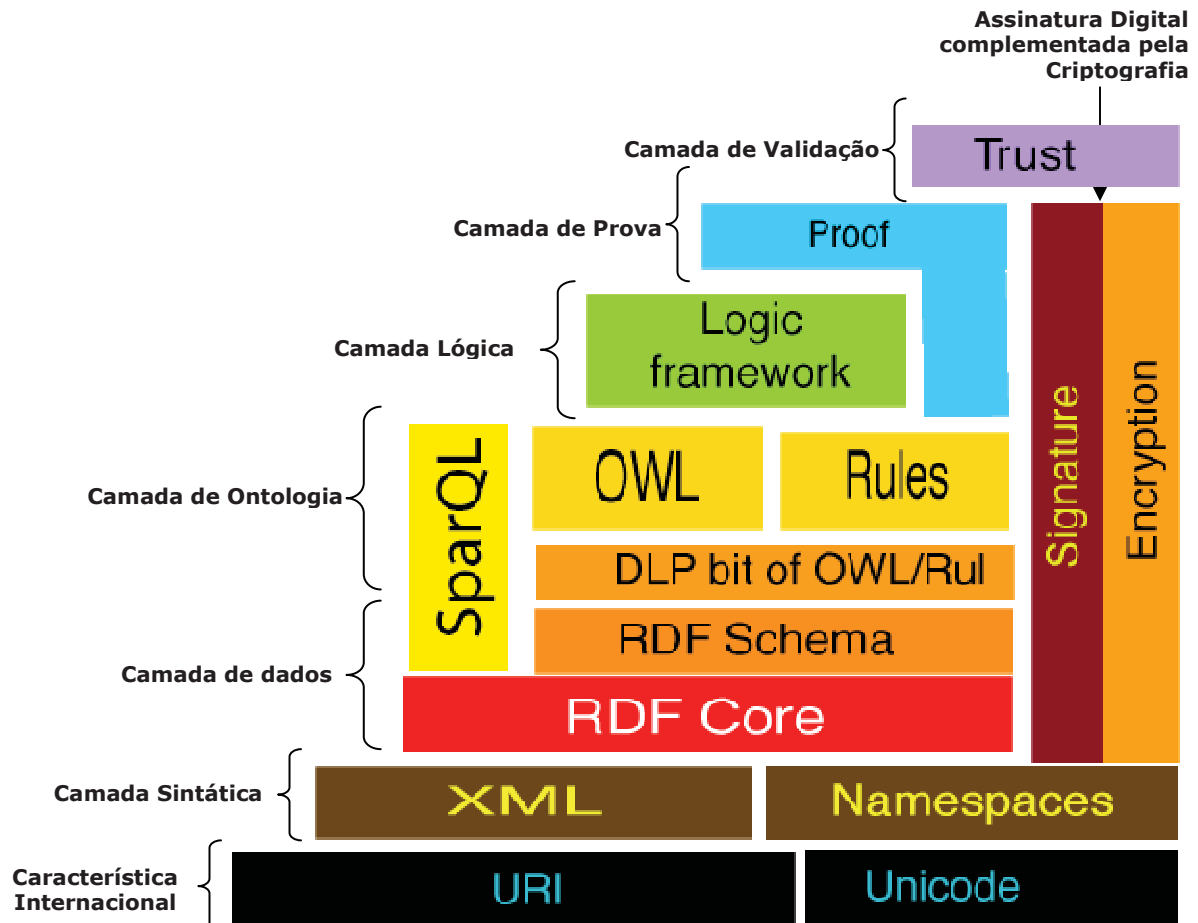 Assinatura Digital
complementada pela
Criptografia
Camada de Validação
Trust
Camada de Prova
Proof
Camada Lógica
Logic
framework
Signature
Encryption
Camada de Ontologia
SparQL
OWL
Rules
DLP bit of OWL/Rul
Camada de dados
RDF Schema
RDF Core
Camada Sintática
XML
Namespaces
Característica
Internacional
URI
Unicode